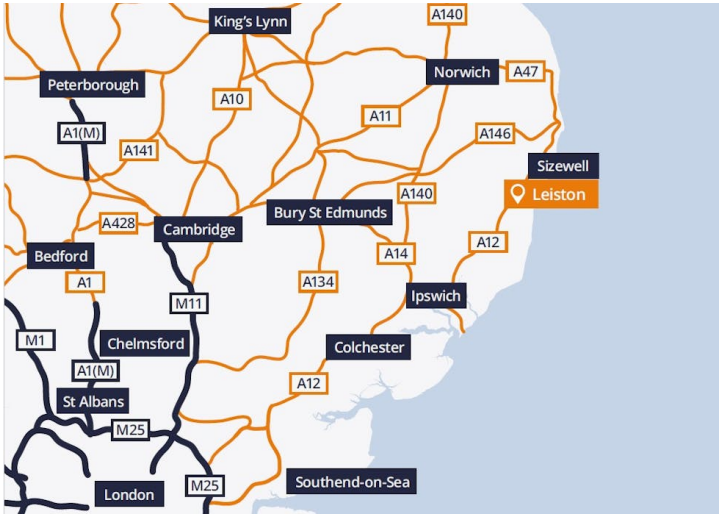 A140
King's Lynn
Norwich
A47
Peterborough
A10
A11
A1(M)
A146
A141
Sizewell
Leiston
A140
Bury St Edmunds
A428
Cambridge
A12
Bedford
A14
A1
A134
Ipswich
M11
M1
Chelmsford
Colchester
A1(M)
A12
St Albans
M25
Southend-on-Sea
M25
London